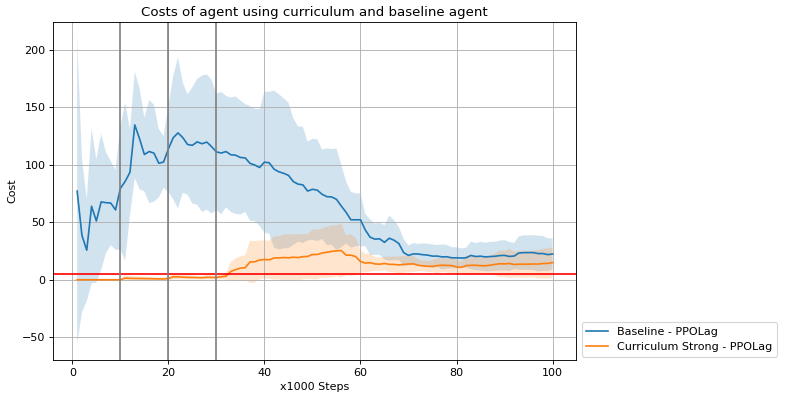 Costs of agent using curriculum and baseline agent
200
150
100
50
0
−50
Cost
0
20
40
60
80
100
x1000 Steps
Baseline - PPOLag
Curriculum Strong - PPOLag